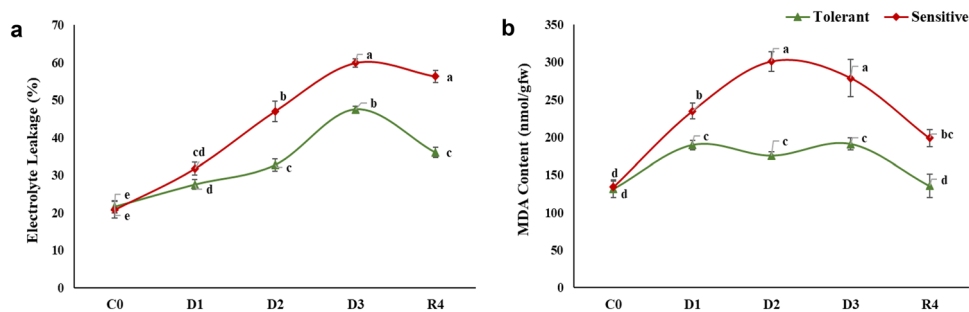 a
70
60
50
40
30
20
10
0
Electrolyte Leakage (%)
C0 D1 D2 D3 R4
e
e
cd
d
b
c
a
b
a
c
b
Tolerant Sensitive
350
300
250
200
150
100
50
0
MDA Content (nmol/gfw)
C0 D1 D2 D3 R4
d
d
b
c
a
c
a
c
bc
d